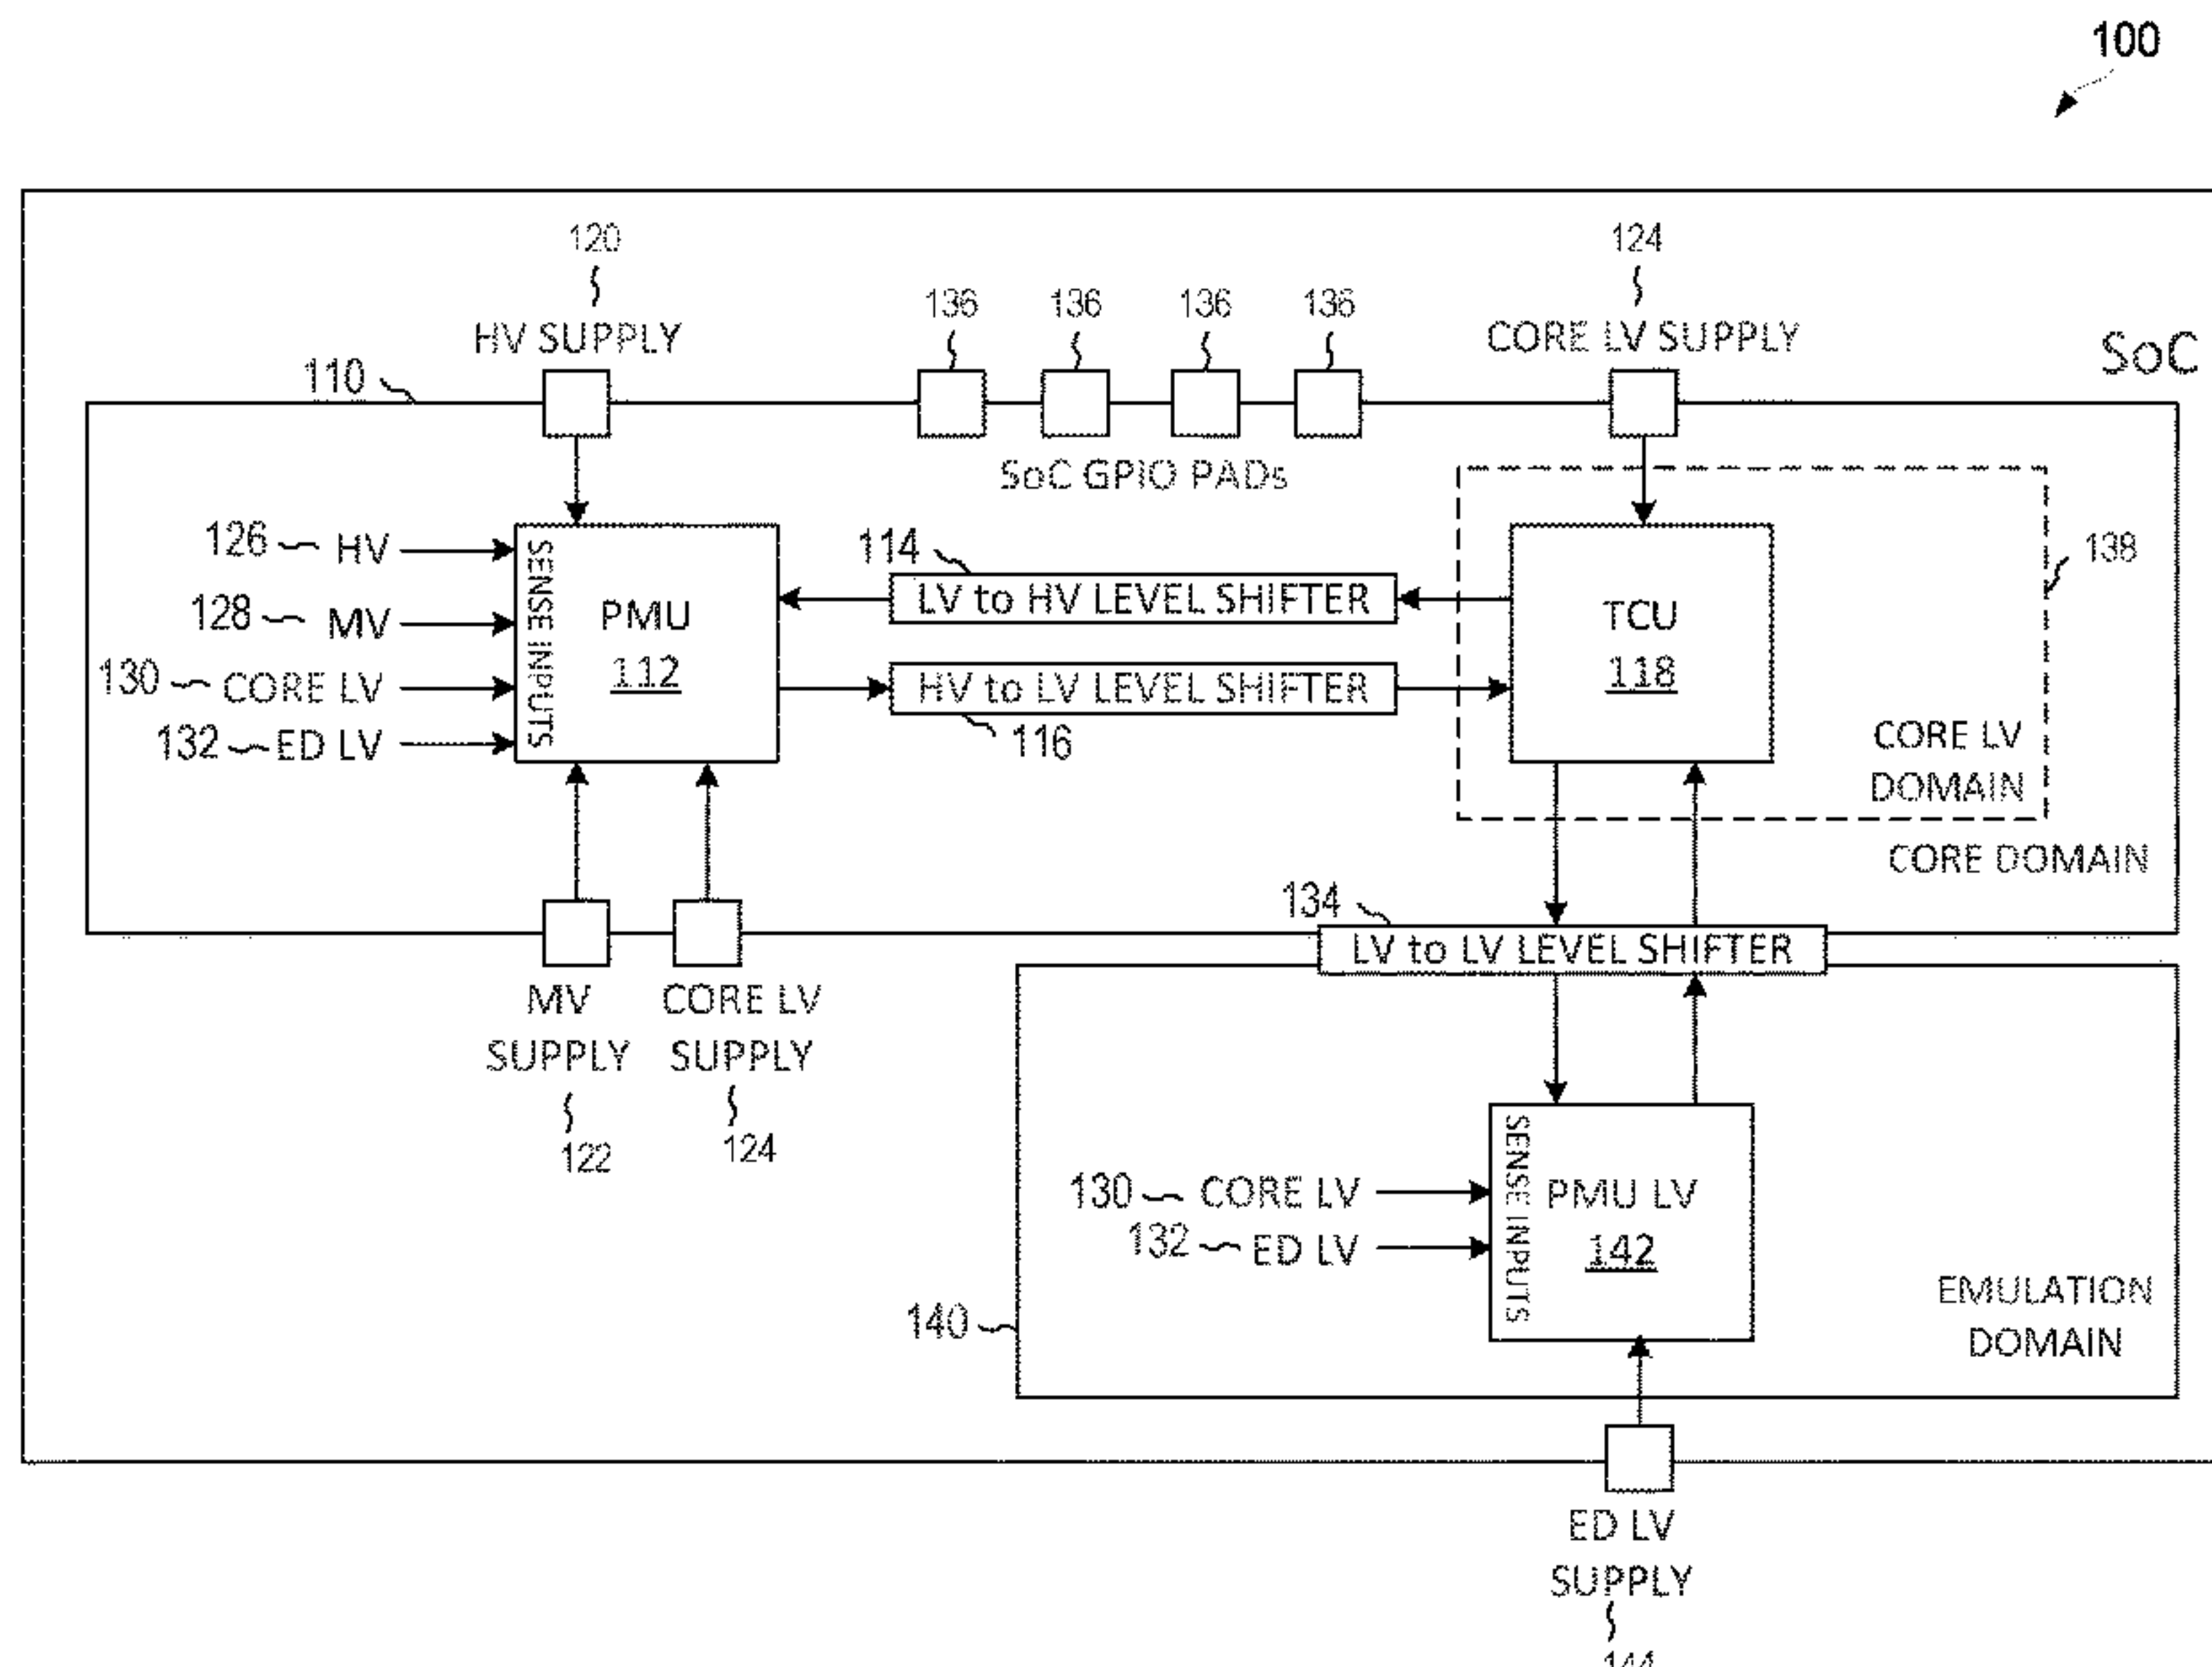 100
120
124
136
136
136
136
HV SUPPLY
CORE LV SUPPLY
SoC
110
SoC GPIO PADs
126
HV
128
MV
130
CORE LV
132
ED LV
SENSE INPUTS
PMU
112
114
LV to HV LEVEL SHIFTER
HV to LV LEVEL SHIFTER
116
TCU
118
138
CORE LV
DOMAIN
CORE DOMAIN
134
LV to LV LEVEL SHIFTER
MV
SUPPLY
122
CORE LV
SUPPLY
124
130
CORE LV
132
ED LV
SENSE INPUTS
PMU LV
142
140
EMULATION
DOMAIN
ED LV
SUPPLY
144